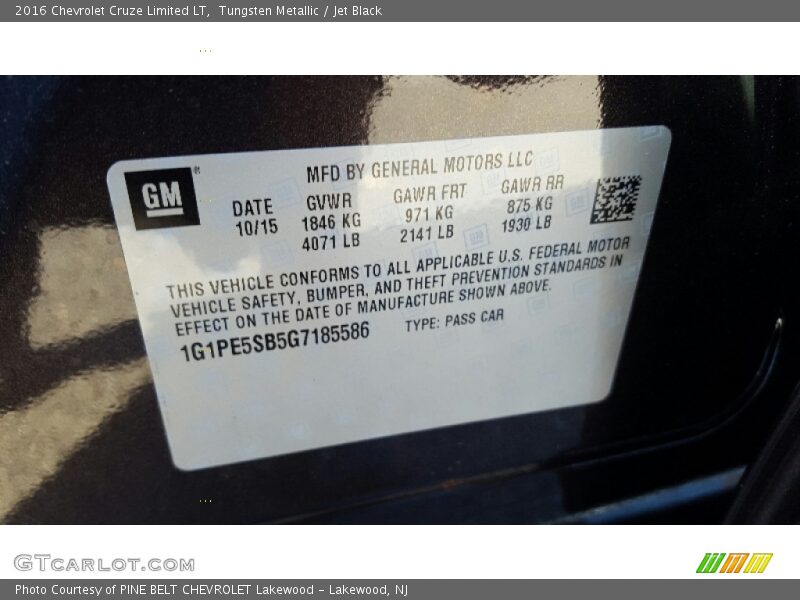 2016 Chevrolet Cruze Limited LT,  Tungsten Metallic / Jet Black
GM ®
MFD BY GENERAL MOTORS LLC
DATE GVWR GAWR FRT GAWR RR
10/15 1846 KG 971 KG 875 KG
4071 LB 2141 LB 1930 LB
THIS VEHICLE CONFORMS TO ALL APPLICABLE U.S. FEDERAL MOTOR
VEHICLE SAFETY, BUMPER, AND THEFT PREVENTION STANDARDS IN
EFFECT ON THE DATE OF MANUFACTURE SHOWN ABOVE.
1G1PE5SB5G7185586 TYPE: PASS CAR
GTCARLOT.COM
Photo Courtesy of PINE BELT CHEVROLET Lakewood - Lakewood, NJ